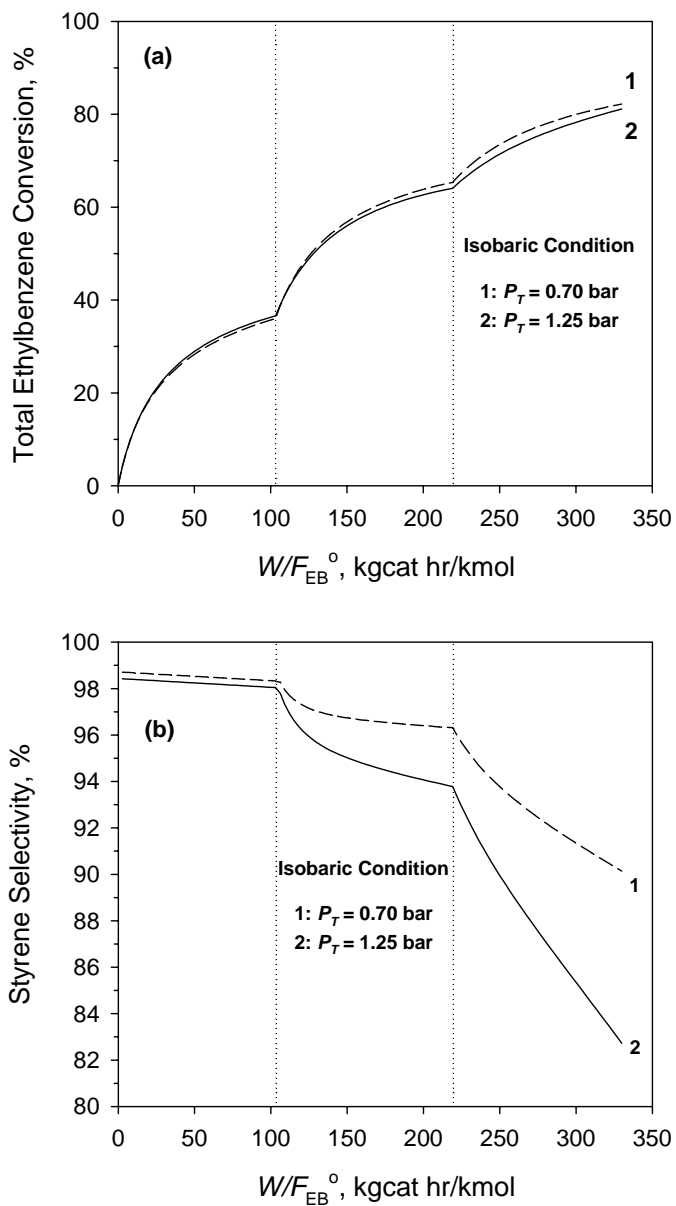 100
80
60
40
20
0
Total Ethylbenzene Conversion, %
(a)
1
2
Isobaric Condition
1: P_T = 0.70 bar
2: P_T = 1.25 bar
0 50 100 150 200 250 300 350
W/F_EB^o, kgcat hr/kmol
100
98
96
94
92
90
88
86
84
82
80
Styrene Selectivity, %
(b)
Isobaric Condition
1: P_T = 0.70 bar
2: P_T = 1.25 bar
1
2
0 50 100 150 200 250 300 350
W/F_EB^o, kgcat hr/kmol